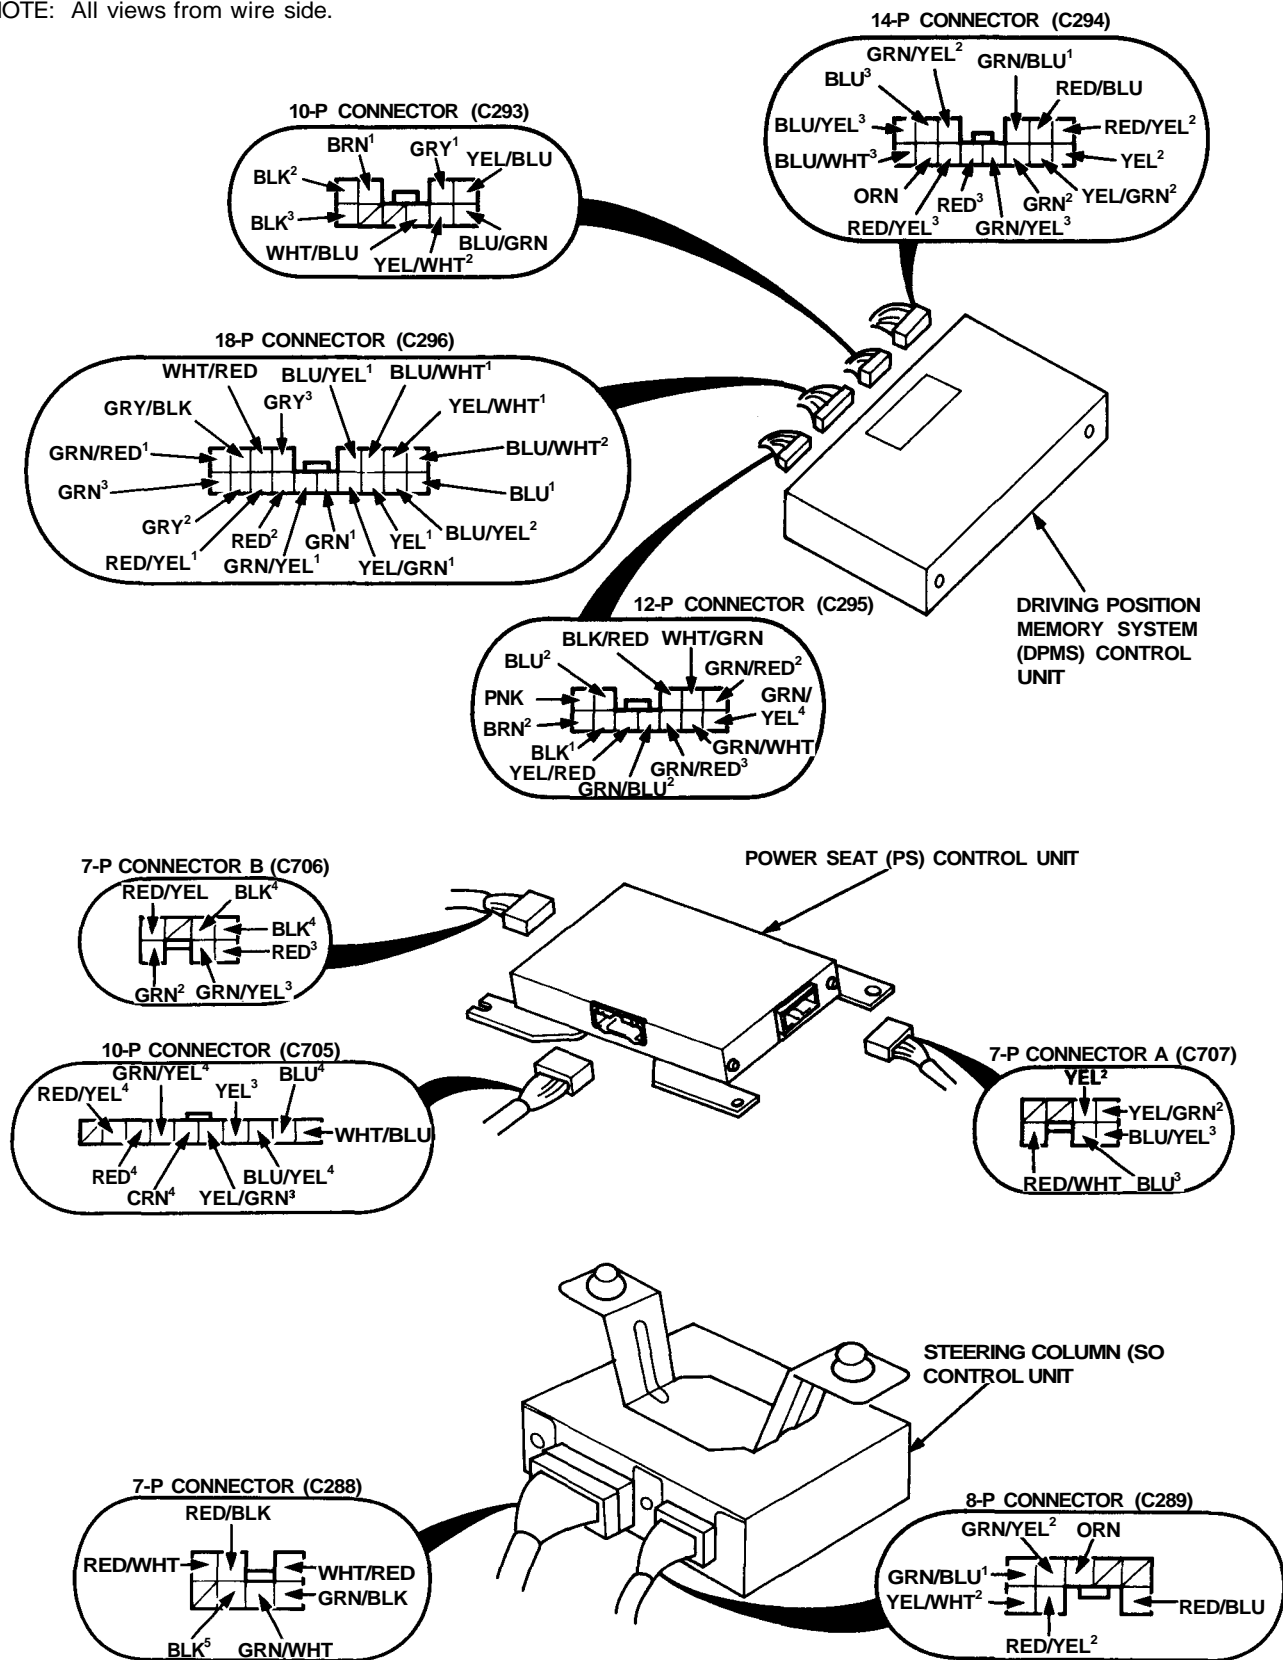 NOTE: All views from wire side.
14-P CONNECTOR (C294)
GRN/YEL²
GRN/BLU¹
BLU³
RED/BLU
BLU/YEL³
RED/YEL²
BLU/WHT³
YEL²
ORN
RED³
GRN²
YEL/GRN²
RED/YEL³
GRN/YEL³
10-P CONNECTOR (C293)
BRN¹
GRY¹
YEL/BLU
BLK²
BLK³
WHT/BLU
BLU/GRN
YEL/WHT²
18-P CONNECTOR (C296)
WHT/RED
BLU/YEL¹
BLU/WHT¹
GRY/BLK
GRY³
YEL/WHT¹
GRN/RED¹
BLU/WHT²
GRN³
BLU¹
GRY²
RED²
GRN¹
YEL¹
BLU/YEL²
RED/YEL¹
GRN/YEL¹
YEL/GRN¹
12-P CONNECTOR (C295)
BLK/RED
WHT/GRN
BLU²
GRN/RED²
PNK
GRN/
YEL⁴
BRN²
BLK¹
GRN/WHT
YEL/RED
GRN/RED³
GRN/BLU²
DRIVING POSITION
MEMORY SYSTEM
(DPMS) CONTROL
UNIT
POWER SEAT (PS) CONTROL UNIT
7-P CONNECTOR B (C706)
RED/YEL
BLK⁴
BLK⁴
RED³
GRN²
GRN/YEL³
10-P CONNECTOR (C705)
GRN/YEL⁴
BLU⁴
RED/YEL⁴
YEL³
WHT/BLU
RED⁴
BLU/YEL⁴
CRN⁴
YEL/GRN³
7-P CONNECTOR A (C707)
YEL²
YEL/GRN²
BLU/YEL³
RED/WHT
BLU³
STEERING COLUMN (SO
CONTROL UNIT
7-P CONNECTOR (C288)
RED/BLK
RED/WHT
WHT/RED
GRN/BLK
BLK⁵
GRN/WHT
8-P CONNECTOR (C289)
GRN/YEL²
ORN
GRN/BLU¹
YEL/WHT²
RED/BLU
RED/YEL²